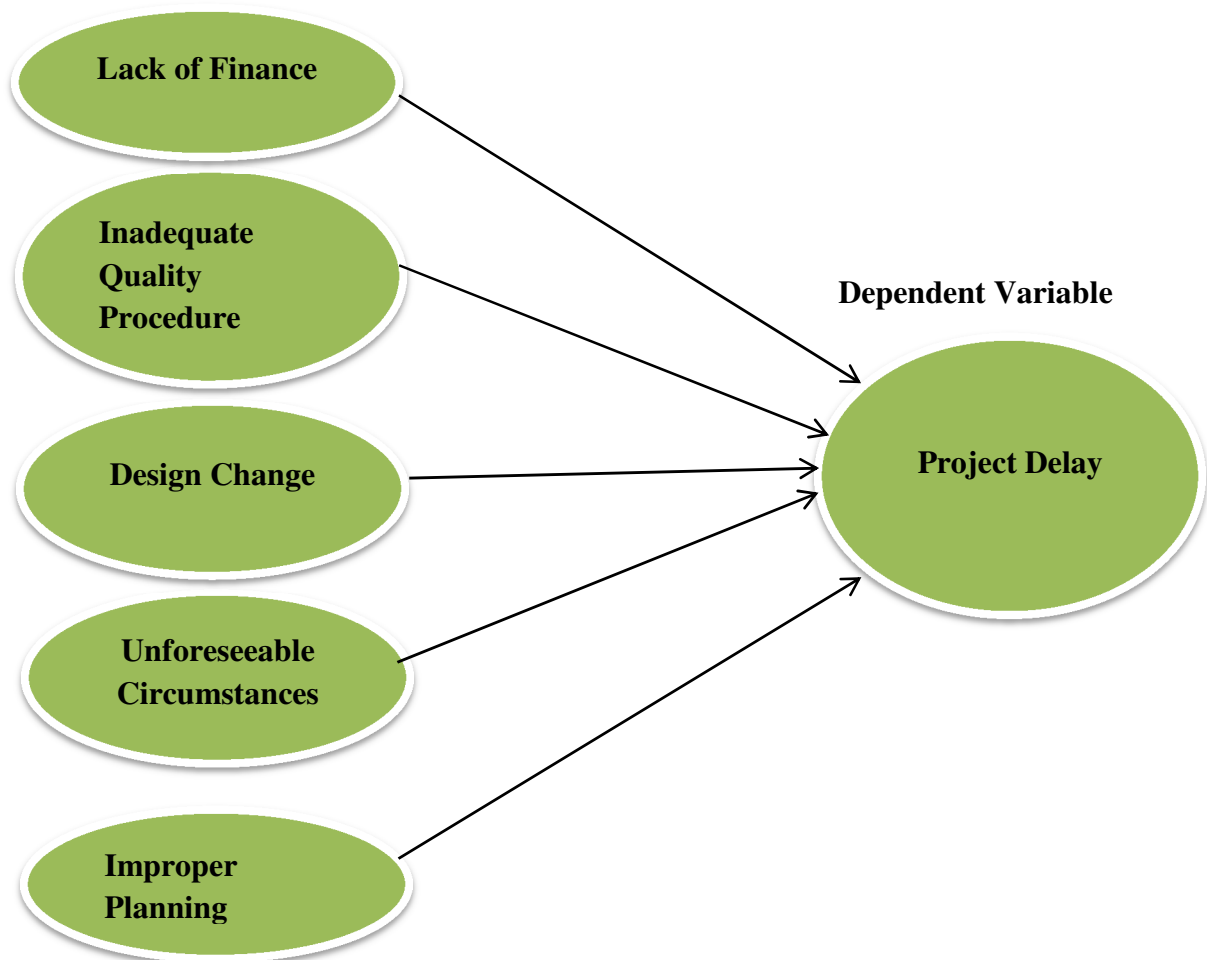 Lack of Finance
Inadequate
Quality
Procedure
Design Change
Unforeseeable
Circumstances
Improper
Planning
Dependent Variable
Project Delay